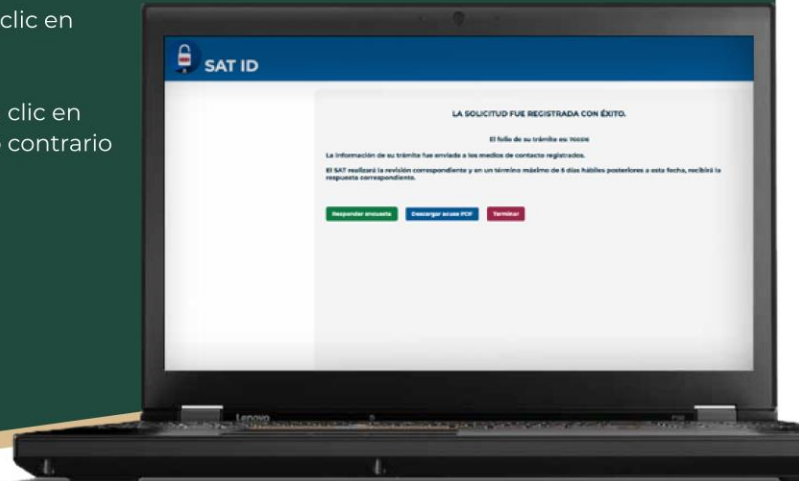 clic en
clic en
contrario
SAT ID
LA SOLICITUD FUE REGISTRADA CON ÉXITO.
El folio de su trámite es:
La información de su trámite fue enviada a los medios de contacto registrados.
El SAT realizará la revisión correspondiente y en un término máximo de 6 días hábiles posteriores a esta fecha, recibirá la
respuesta correspondiente.
Responder encuesta Descargar acuse PDF Terminar
Lenovo